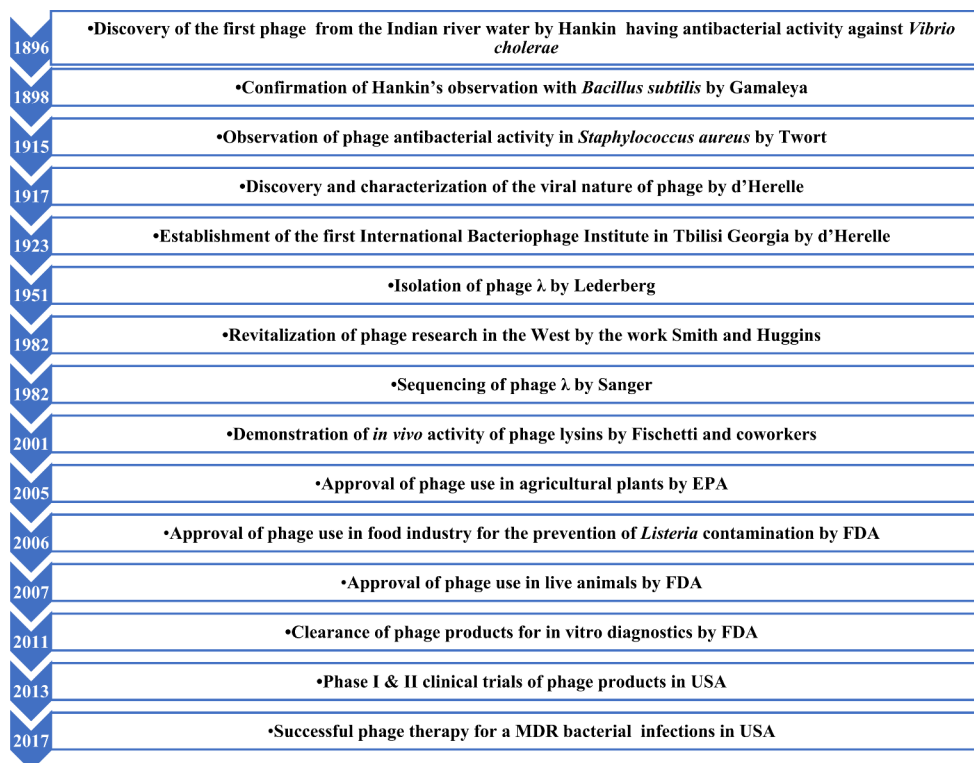 1896
•Discovery of the first phage from the Indian river water by Hankin having antibacterial activity against Vibrio
cholerae
1898
•Confirmation of Hankin's observation with Bacillus subtilis by Gamaleya
1915
•Observation of phage antibacterial activity in Staphylococcus aureus by Twort
1917
•Discovery and characterization of the viral nature of phage by d'Herelle
1923
•Establishment of the first International Bacteriophage Institute in Tbilisi Georgia by d'Herelle
1951
•Isolation of phage λ by Lederberg
1982
•Revitalization of phage research in the West by the work Smith and Huggins
1982
•Sequencing of phage λ by Sanger
2001
•Demonstration of in vivo activity of phage lysins by Fischetti and coworkers
2005
•Approval of phage use in agricultural plants by EPA
2006
•Approval of phage use in food industry for the prevention of Listeria contamination by FDA
2007
•Approval of phage use in live animals by FDA
2011
•Clearance of phage products for in vitro diagnostics by FDA
2013
•Phase I & II clinical trials of phage products in USA
2017
•Successful phage therapy for a MDR bacterial infections in USA